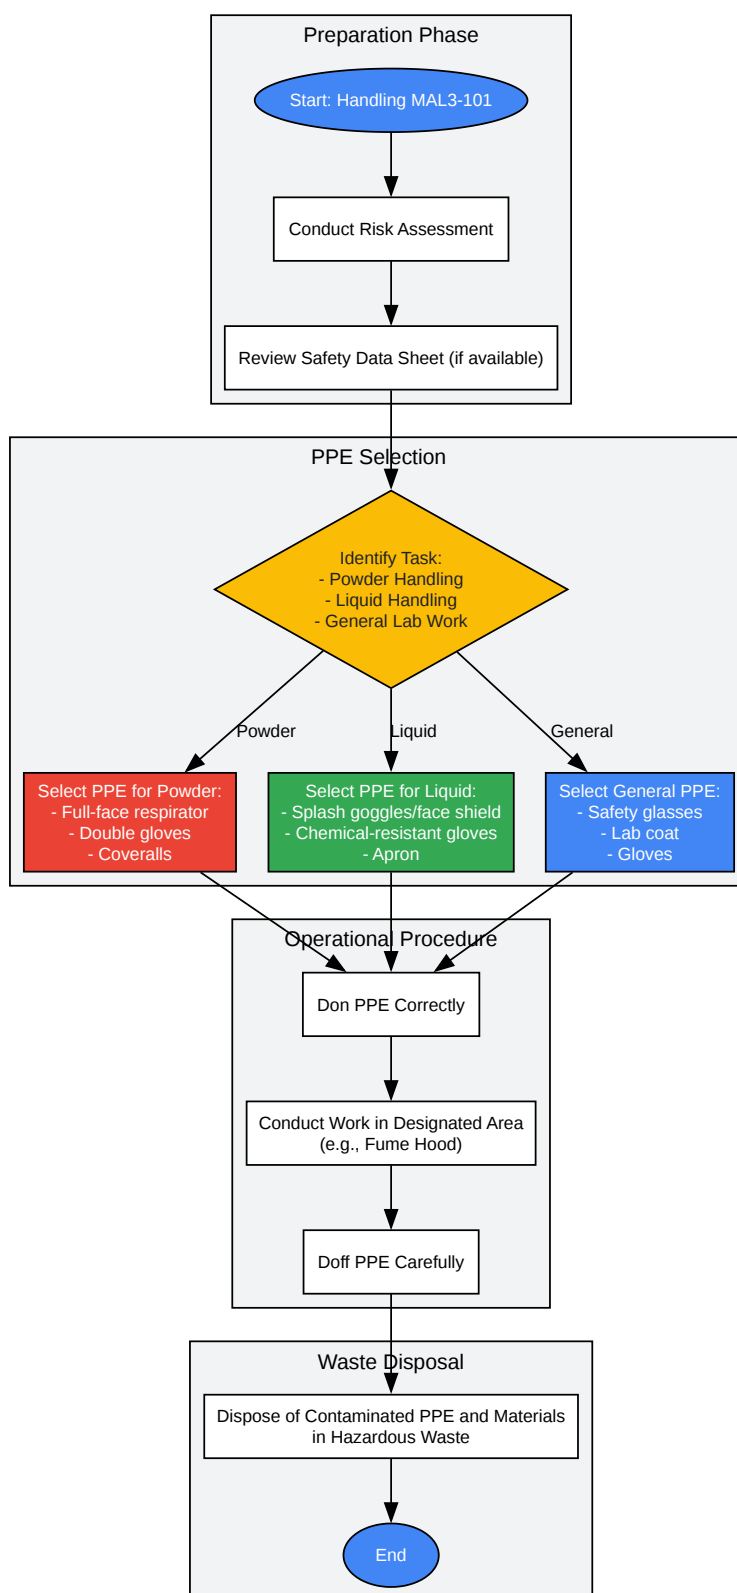 Preparation Phase
Start: Handling MAL3-101
Conduct Risk Assessment
Review Safety Data Sheet (if available)
PPE Selection
Identify Task:
- Powder Handling
- Liquid Handling
- General Lab Work
Powder
Liquid
General
Select PPE for Powder:
- Full-face respirator
- Double gloves
- Coveralls
Select PPE for Liquid:
- Splash goggles/face shield
- Chemical-resistant gloves
- Apron
Select General PPE:
- Safety glasses
- Lab coat
- Gloves
Operational Procedure
Don PPE Correctly
Conduct Work in Designated Area
(e.g., Fume Hood)
Doff PPE Carefully
Waste Disposal
Dispose of Contaminated PPE and Materials
in Hazardous Waste
End